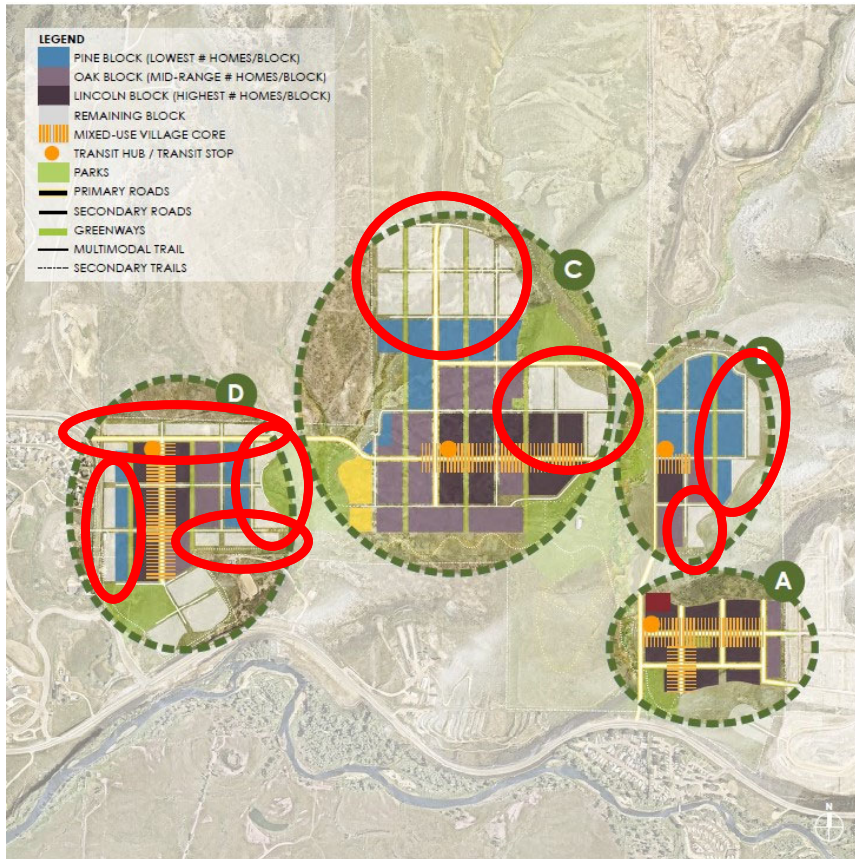 LEGEND
PINE BLOCK (LOWEST # HOMES/BLOCK)
OAK BLOCK (MID-RANGE # HOMES/BLOCK)
LINCOLN BLOCK (HIGHEST # HOMES/BLOCK)
REMAINING BLOCK
MIXED-USE VILLAGE CORE
TRANSIT HUB / TRANSIT STOP
PARKS
PRIMARY ROADS
SECONDARY ROADS
GREENWAYS
MULTIMODAL TRAIL
SECONDARY TRAILS
C
D
A
N